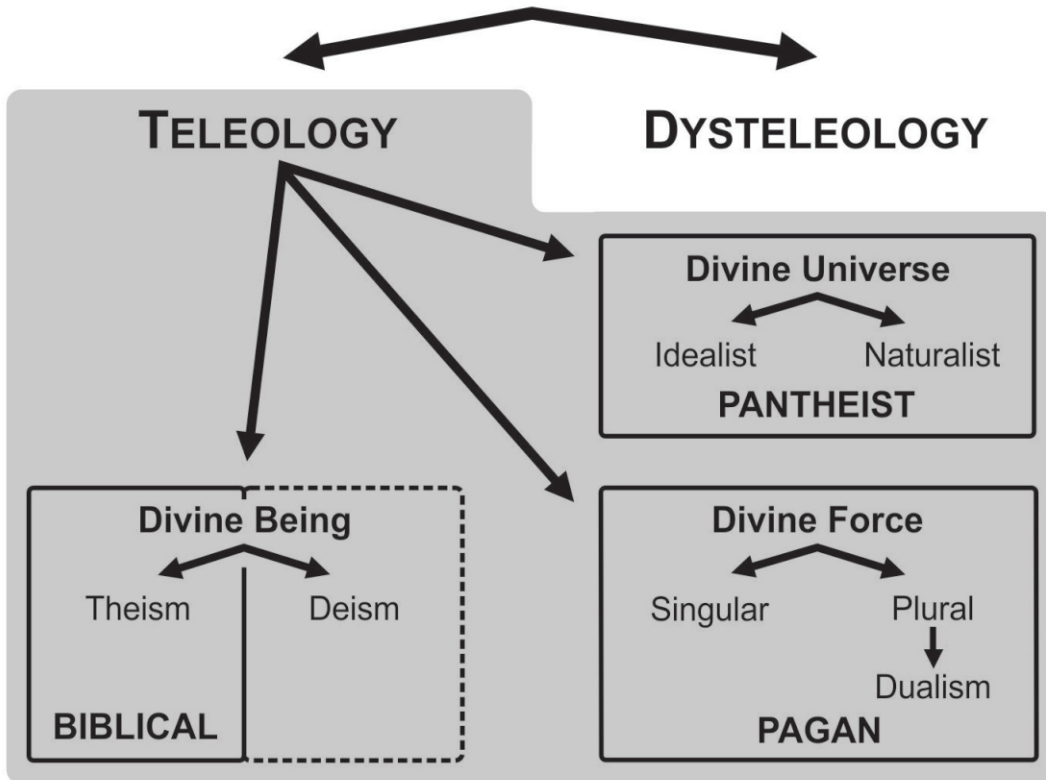 TELEOLOGY
DYSTELEOLOGY
Divine Universe
Idealist Naturalist
PANTHEIST
Divine Being
Theism Deism
BIBLICAL
Divine Force
Singular Plural
Dualism
PAGAN